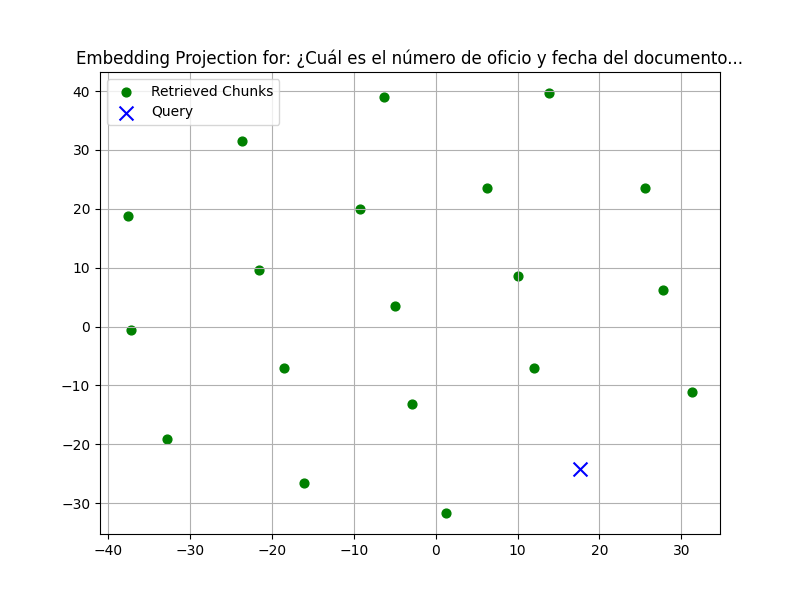 Embedding Projection for: ¿Cuál es el número de oficio y fecha del documento...
Retrieved Chunks
Query
40
30
20
10
0
−10
−20
−30
−40 −30 −20 −10 0 10 20 30